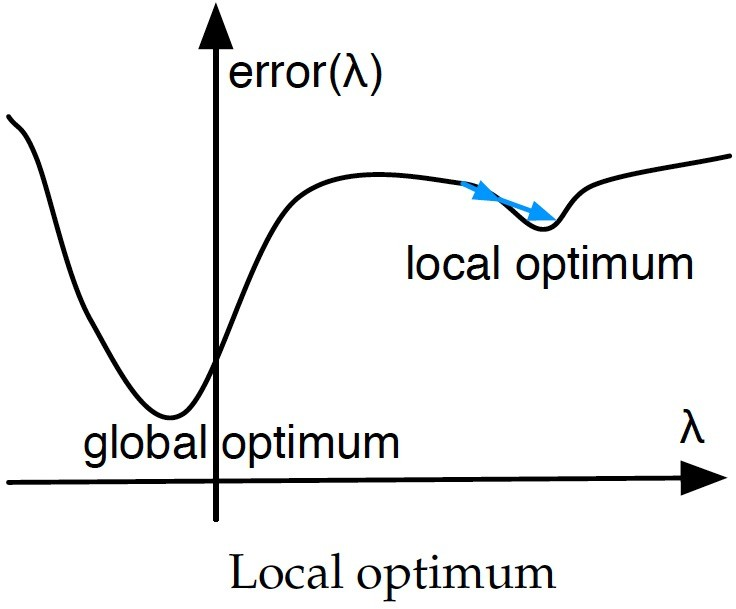 error(λ)
local optimum
λ
global optimum
Local optimum